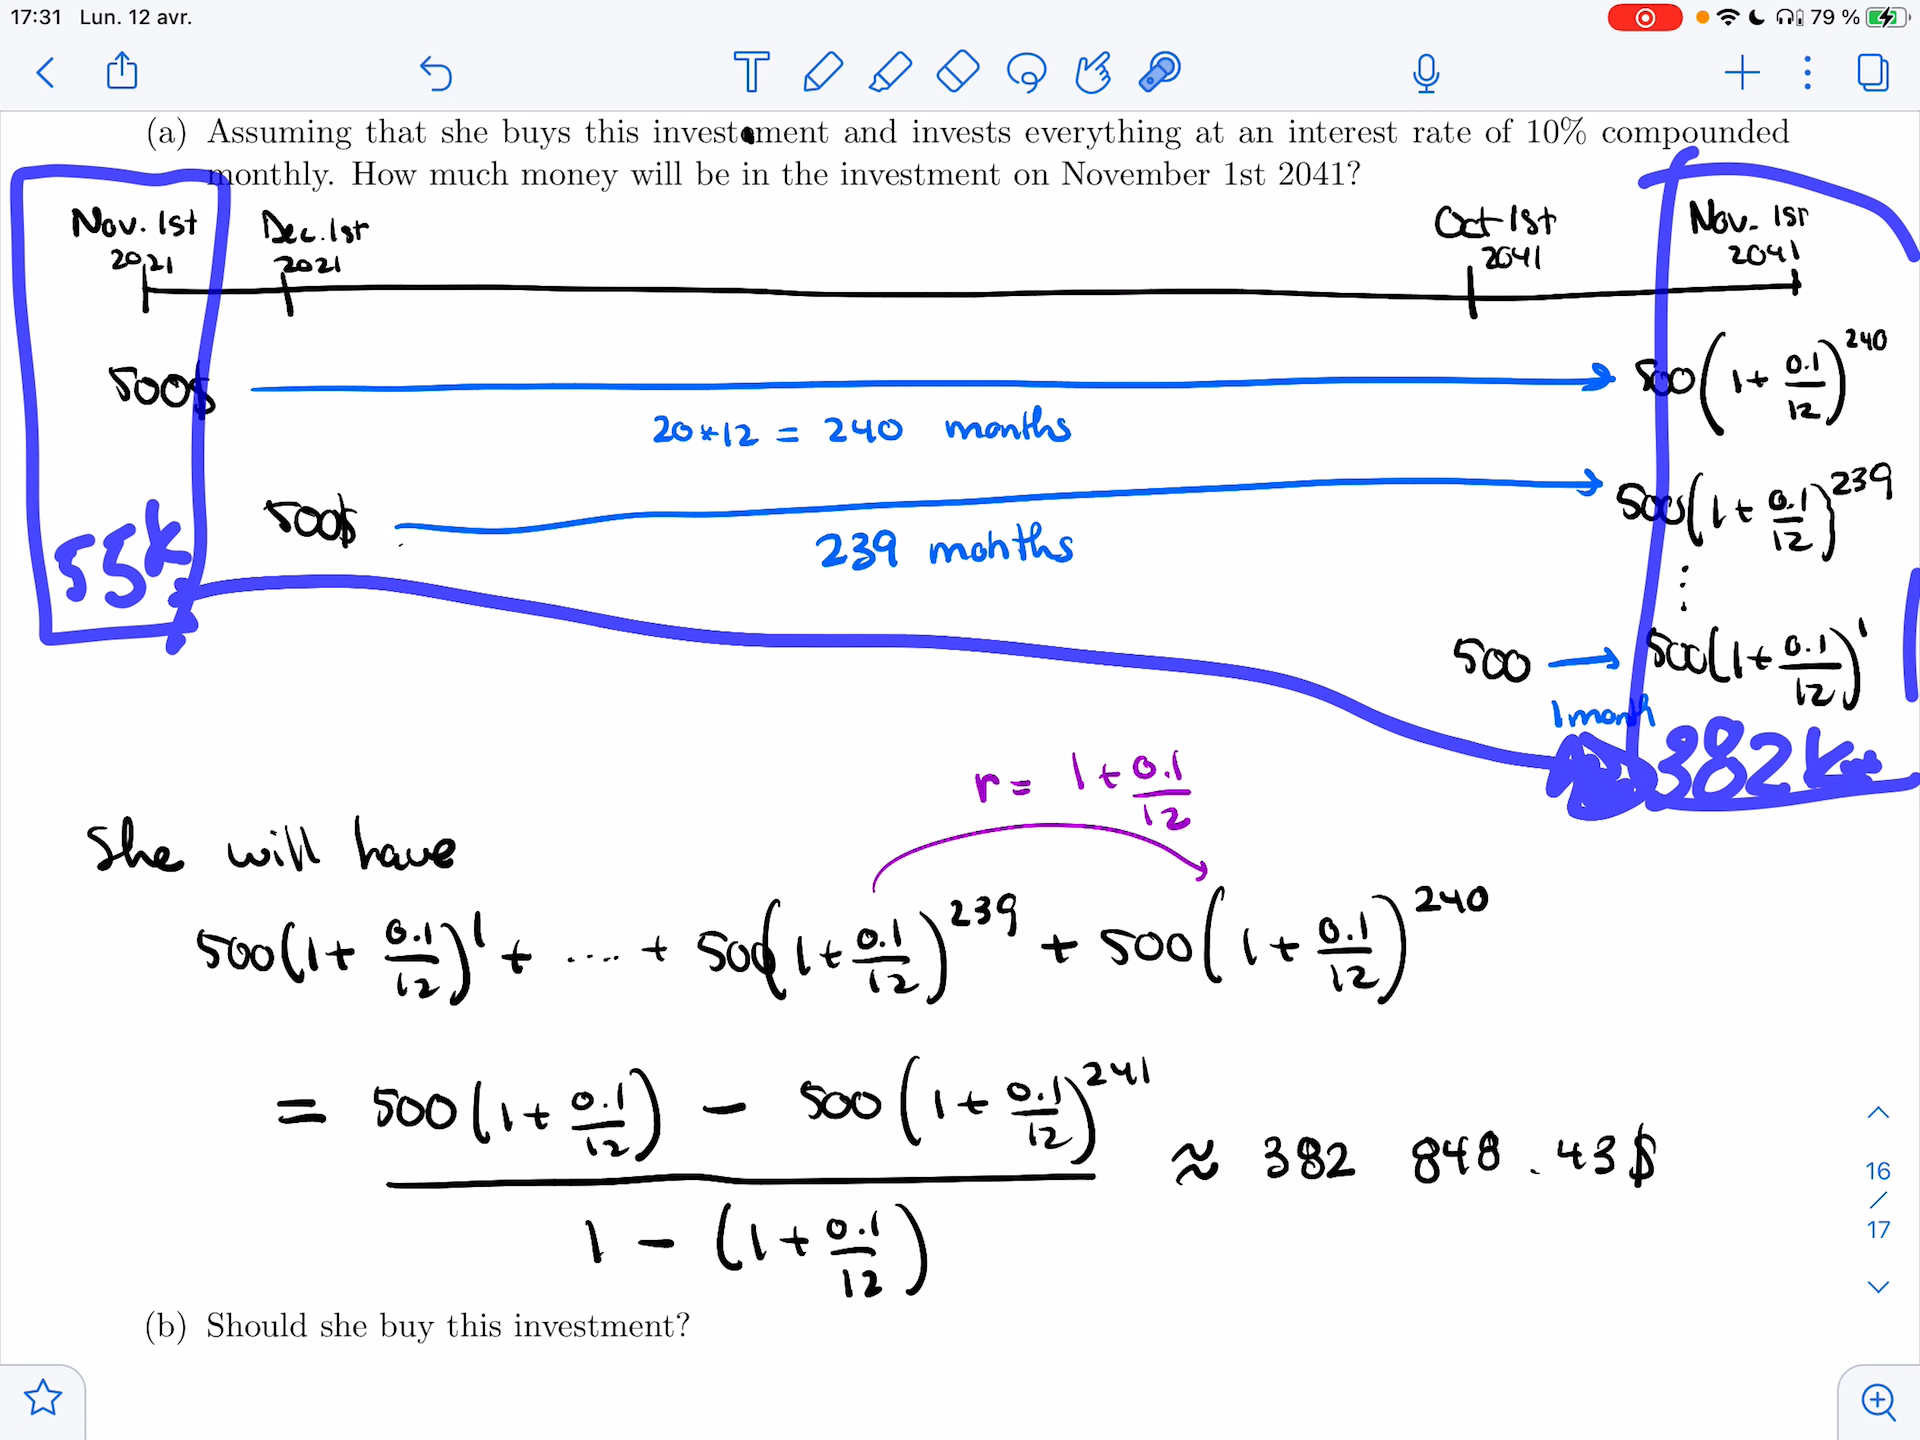 17:31 Lun. 12 avr. 79 %
(a) Assuming that she buys this investment and invests everything at an interest rate of 10% compounded
monthly. How much money will be in the investment on November 1st 2041?
Nov. 1st 2021
Dec. 1st 2021
Oct 1st 2041
Nov. 1st 2041
500$
20*12 = 240 months
500(1+0.1/12)^240
500$
239 months
500(1+0.1/12)^239
⋮
55k
500
1 month
500(1+0.1/12)^1
382k
r = 1+0.1/12
She will have
500(1+0.1/12)^1 + .... + 500(1+0.1/12)^239 + 500(1+0.1/12)^240
= (500(1+0.1/12) − 500(1+0.1/12)^241) / (1 − (1+0.1/12)) ≈ 382 848.43$
16
/
17
(b) Should she buy this investment?